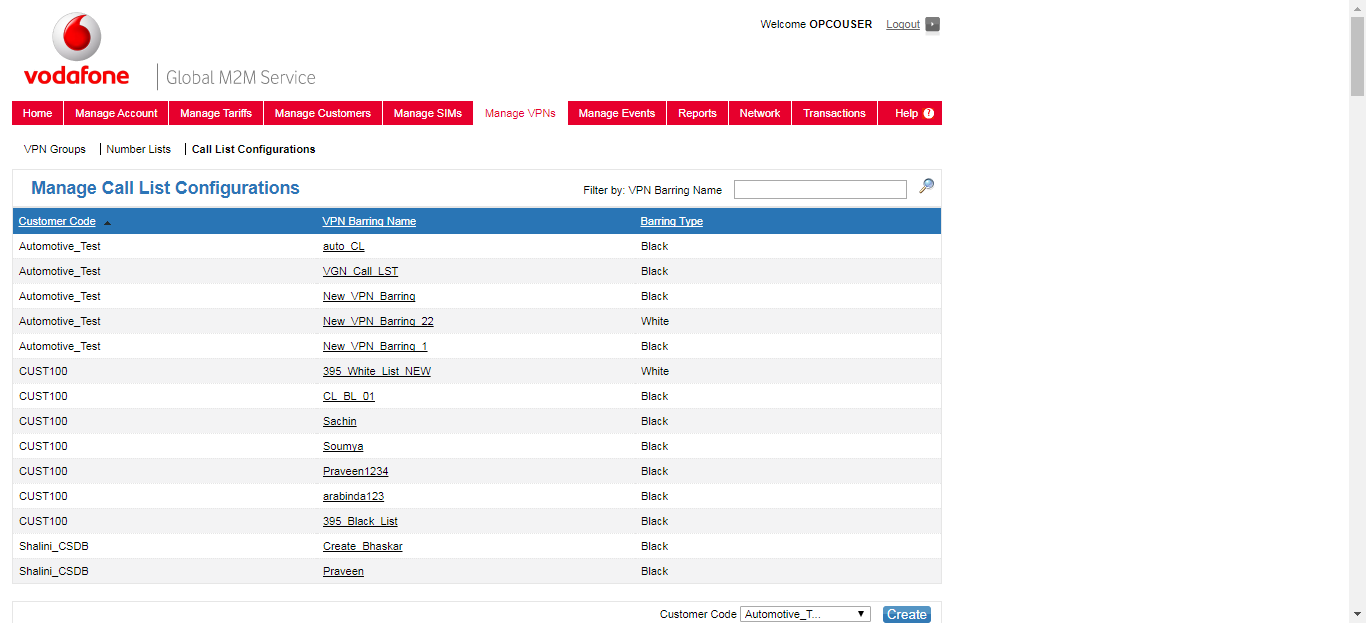 Welcome OPCOUSER Logout
vodafone Global M2M Service
Home Manage Account Manage Tariffs Manage Customers Manage SIMs Manage VPNs Manage Events Reports Network Transactions Help ?
VPN Groups | Number Lists | Call List Configurations
Manage Call List Configurations Filter by: VPN Barring Name
Customer Code VPN Barring Name Barring Type
Automotive_Test auto_CL Black
Automotive_Test VGN_Call_LST Black
Automotive_Test New_VPN_Barring Black
Automotive_Test New_VPN_Barring_22 White
Automotive_Test New_VPN_Barring_1 Black
CUST100 395_White_List_NEW White
CUST100 CL_BL_01 Black
CUST100 Sachin Black
CUST100 Soumya Black
CUST100 Praveen1234 Black
CUST100 arabinda123 Black
CUST100 395_Black_List Black
Shalini_CSDB Create_Bhaskar Black
Shalini_CSDB Praveen Black
Customer Code Automotive_T... Create